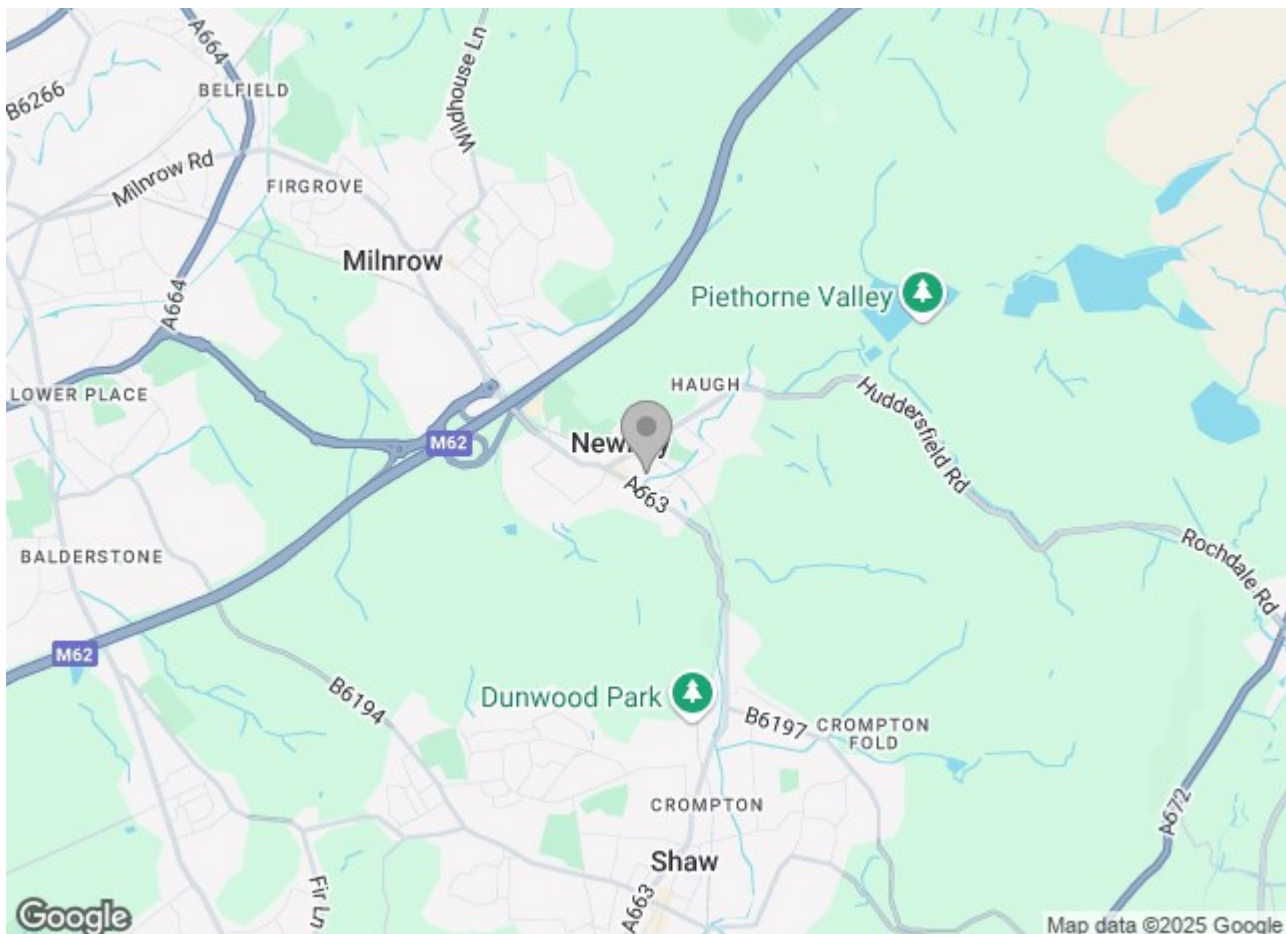 A664
Wildhouse Ln
BELFIELD
B6266
Milnrow Rd
FIRGROVE
Milnrow
A664
Piethorne Valley
LOWER PLACE
HAUGH
Huddersfield Rd
M62
A663
Rochdale Rd
BALDERSTONE
M62
B6194
Dunwood Park
B6197
CROMPTON
FOLD
CROMPTON
A672
Shaw
Fir Ln
A663
Google
Map data ©2025 Google